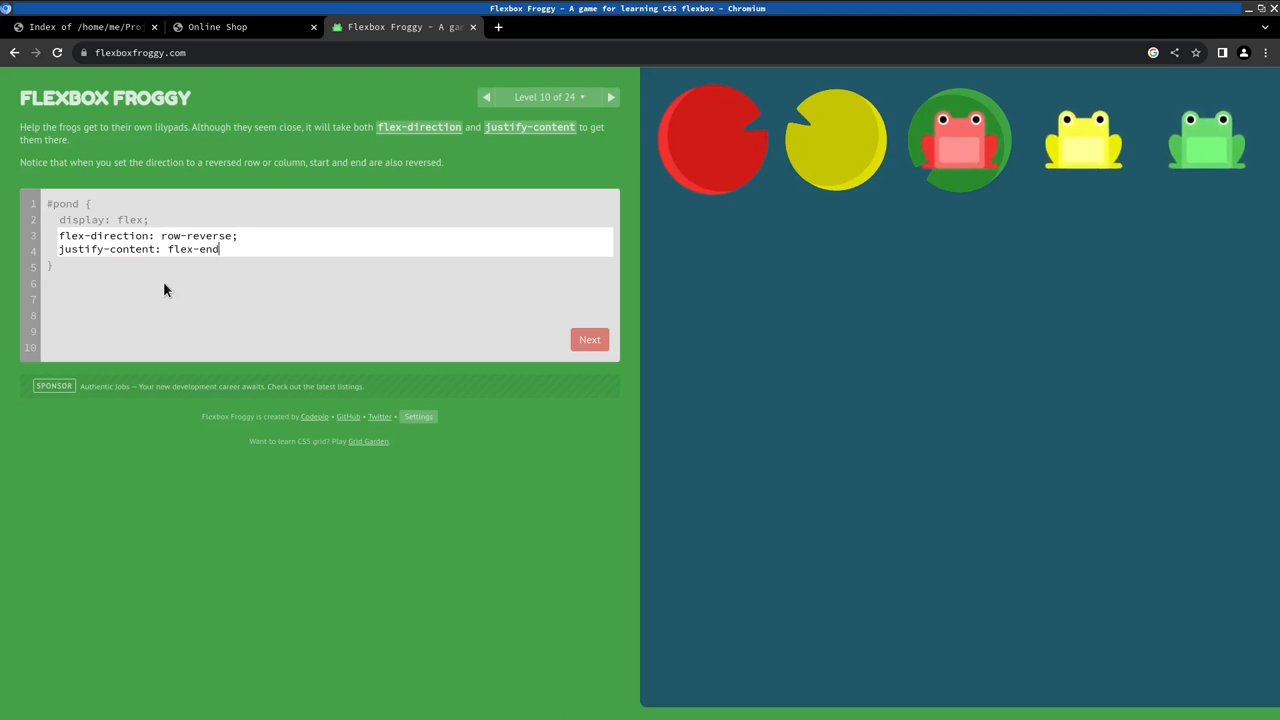 Flexbox Froggy - A game for learning CSS flexbox - Chromium
Index of /home/me/Pro
Online Shop
Flexbox Froggy - A ga
flexboxfroggy.com
FLEXBOX FROGGY
Level 10 of 24
Help the frogs get to their own lilypads. Although they seem close, it will take both flex-direction and justify-content to get
them there.
Notice that when you set the direction to a reversed row or column, start and end are also reversed.
1 #pond {
2 display: flex;
3 flex-direction: row-reverse;
4 justify-content: flex-end
5 }
6
7
8
9
10
Next
SPONSOR Authentic Jobs — Your new development career awaits. Check out the latest listings.
Flexbox Froggy is created by Codepip • GitHub • Twitter • Settings
Want to learn CSS grid? Play Grid Garden.